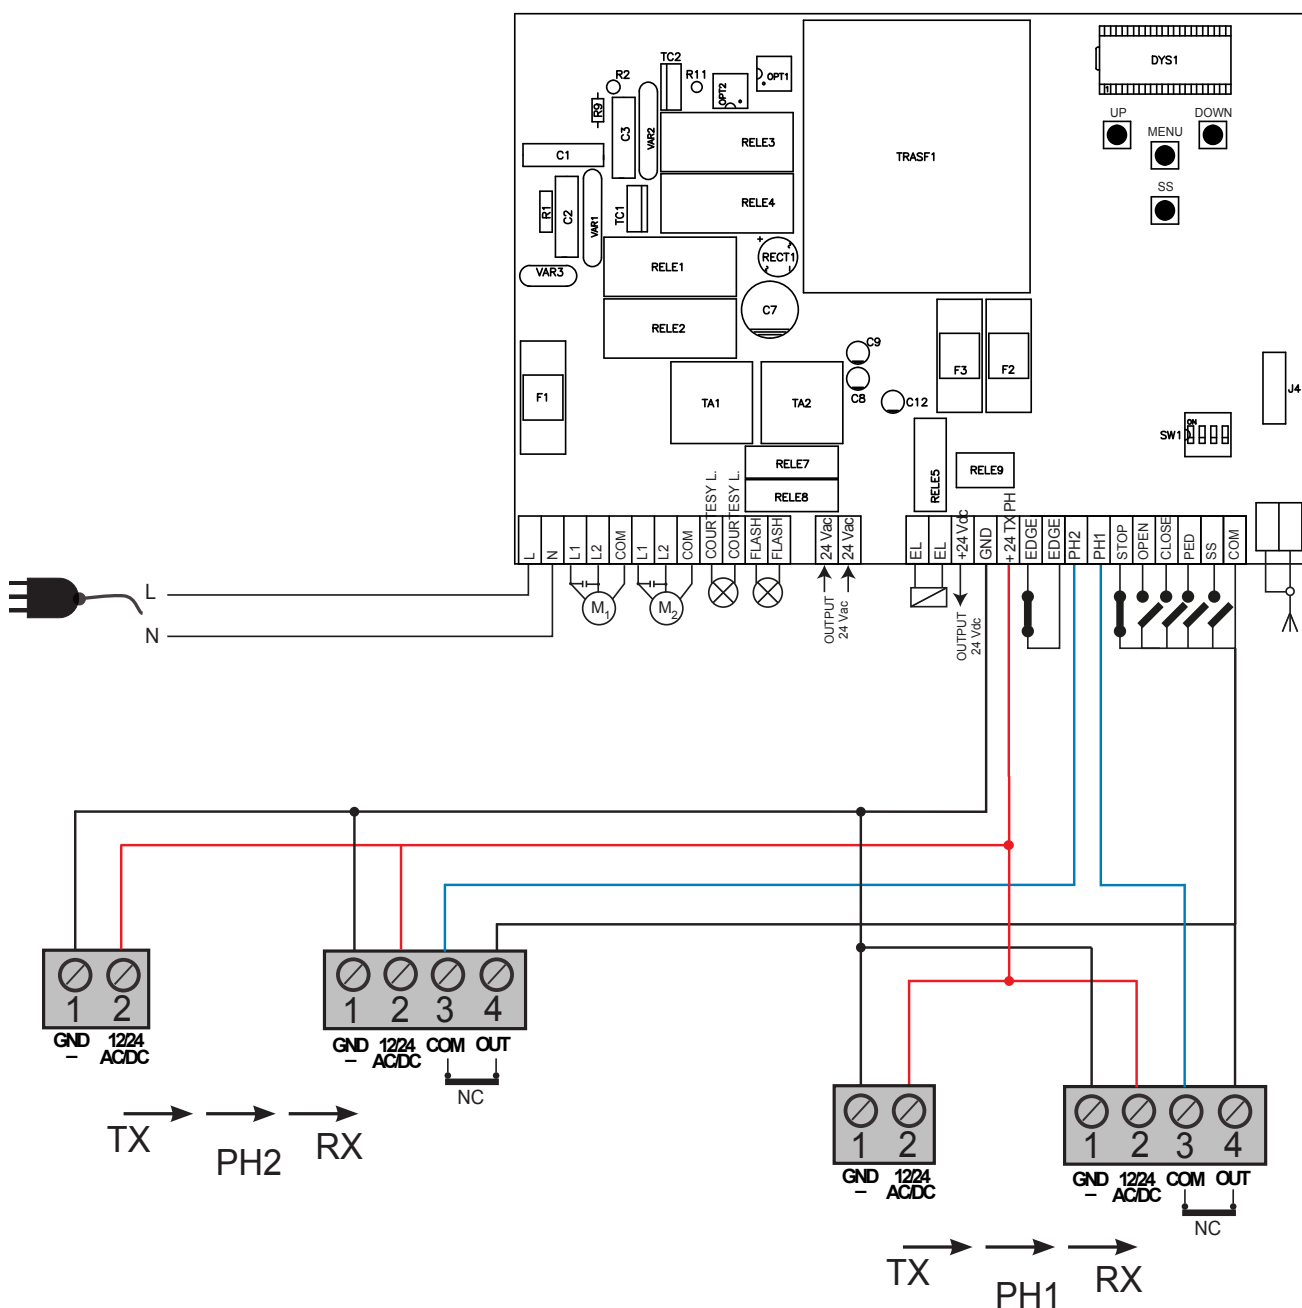 TC2
R2
R11
OPT1
OPT2
DYS1
1
R9
C3
VAR2
RELE3
TRASF1
UP
DOWN
MENU
C1
SS
RELE4
R1
C2
VAR1
TC1
VAR3
RELE1
RECT1
+
C7
RELE2
C9
C8
C12
F3
F2
F1
TA1
TA2
J4
SW1
ON
RELE7
RELE8
RELE5
RELE9
L
N
L1
L2
COM
L1
L2
COM
COURTESY L.
COURTESY L.
FLASH
FLASH
24 Vac
24 Vac
EL
EL
+24 Vdc
GND
+ 24 TX PH
EDGE
EDGE
PH2
PH1
STOP
OPEN
CLOSE
PED
SS
COM
L
N
M1
M2
OUTPUT
24 Vac
OUTPUT
24 Vdc
1 2
GND 12/24
– AC/DC
1 2 3 4
GND 12/24 COM OUT
– AC/DC
NC
TX PH2 RX
1 2
GND 12/24
– AC/DC
1 2 3 4
GND 12/24 COM OUT
– AC/DC
NC
TX PH1 RX